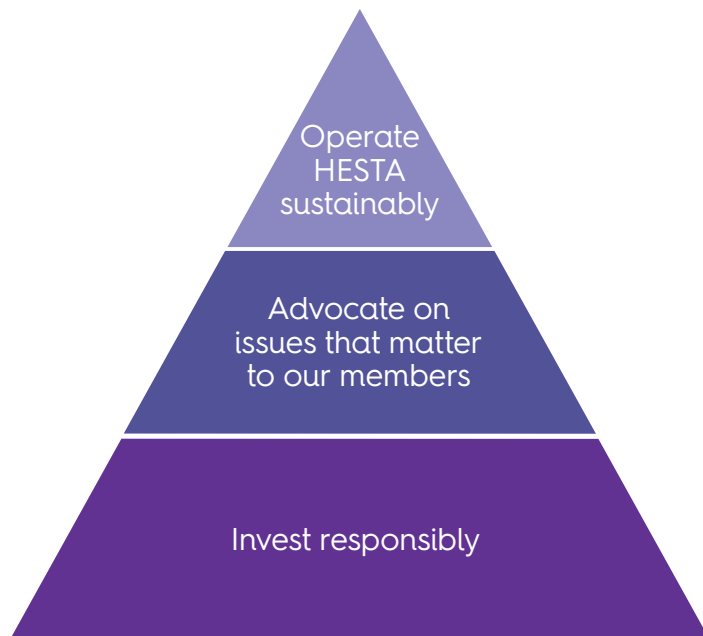 Operate
HESTA
sustainably
Advocate on
issues that matter
to our members
Invest responsibly